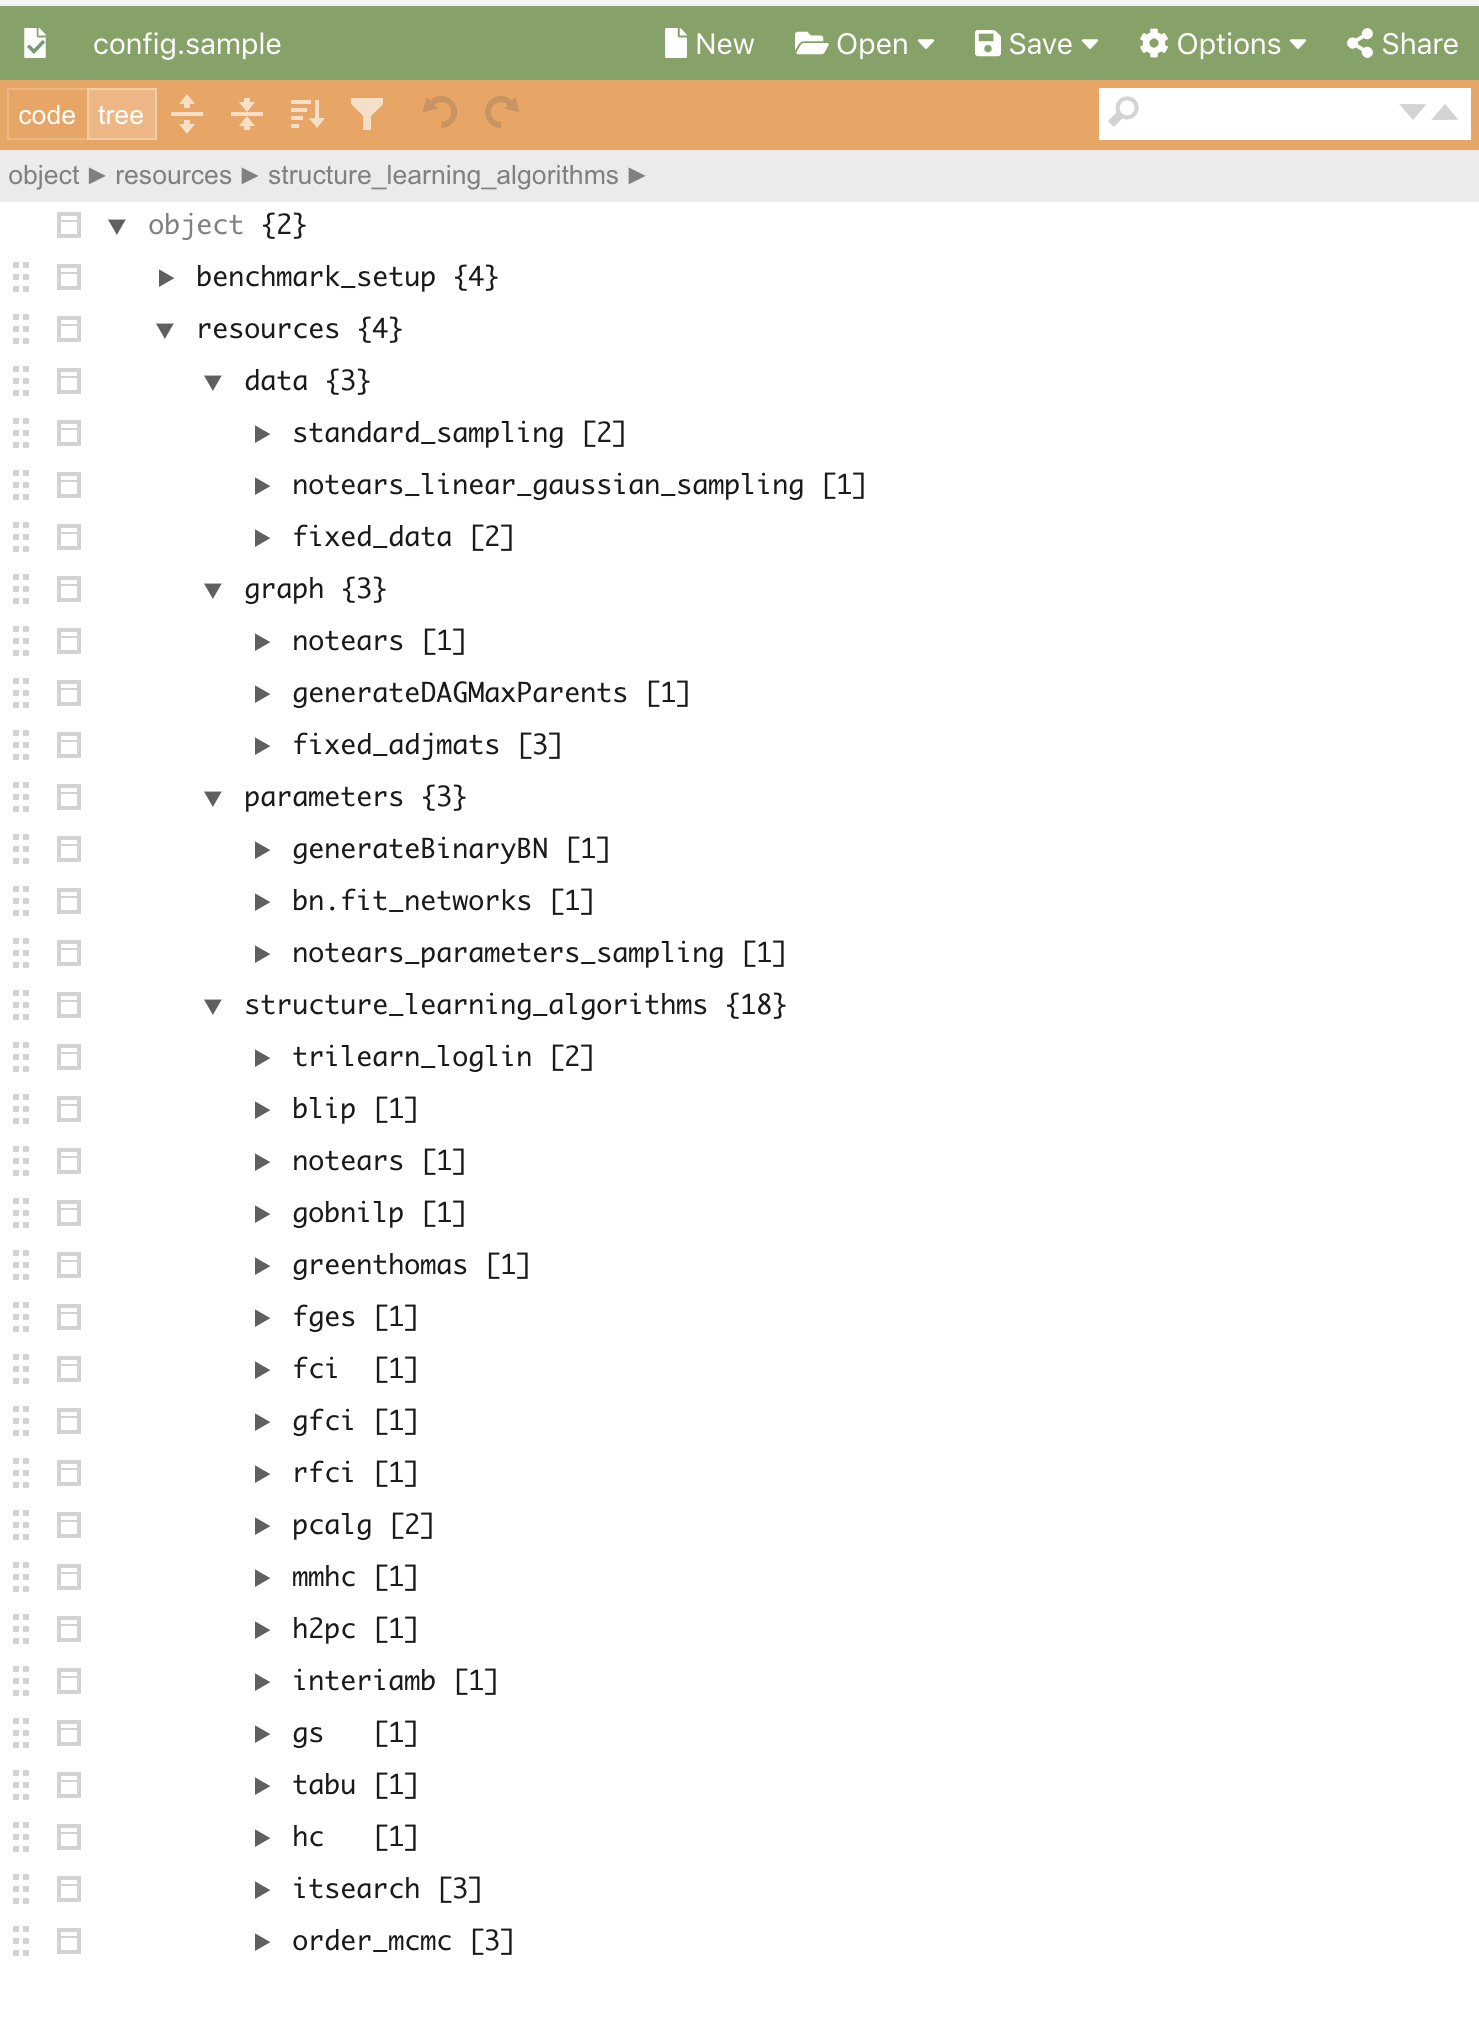 config.sample New Open Save Options Share
code tree
object ▶ resources ▶ structure_learning_algorithms ▶
object {2}
benchmark_setup {4}
resources {4}
data {3}
standard_sampling [2]
notears_linear_gaussian_sampling [1]
fixed_data [2]
graph {3}
notears [1]
generateDAGMaxParents [1]
fixed_adjmats [3]
parameters {3}
generateBinaryBN [1]
bn.fit_networks [1]
notears_parameters_sampling [1]
structure_learning_algorithms {18}
trilearn_loglin [2]
blip [1]
notears [1]
gobnilp [1]
greenthomas [1]
fges [1]
fci [1]
gfci [1]
rfci [1]
pcalg [2]
mmhc [1]
h2pc [1]
interiamb [1]
gs [1]
tabu [1]
hc [1]
itsearch [3]
order_mcmc [3]